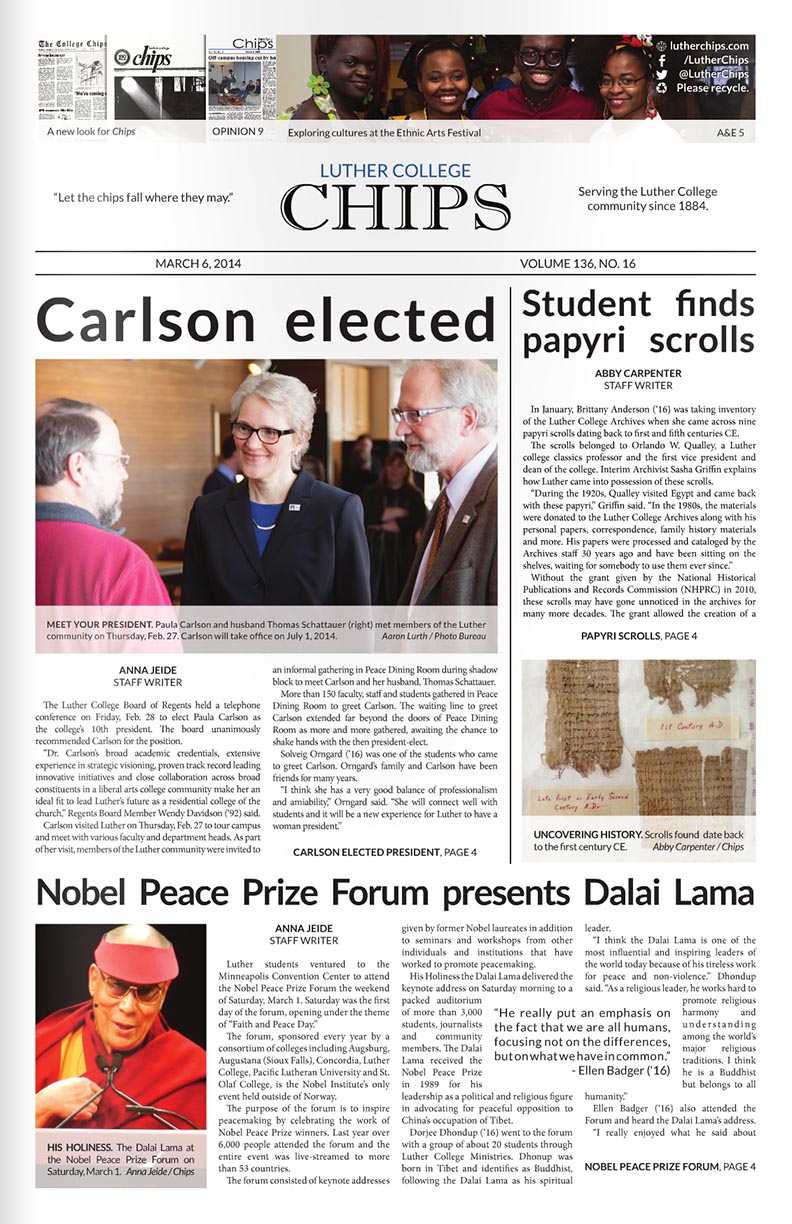 The College Chips
chips
Chips
Off campus housing cut by ha
lutherchips.com
/LutherChips
@LutherChips
Please recycle.
A new look for Chips
OPINION 9
Exploring cultures at the Ethnic Arts Festival
A&E 5
"Let the chips fall where they may."
LUTHER COLLEGE
CHIPS
Serving the Luther College
community since 1884.
MARCH 6, 2014
VOLUME 136, NO. 16
Carlson elected
MEET YOUR PRESIDENT. Paula Carlson and husband Thomas Schattauer (right) met members of the Luther
community on Thursday, Feb. 27. Carlson will take office on July 1, 2014.
Aaron Lurth / Photo Bureau
ANNA JEIDE
STAFF WRITER
The Luther College Board of Regents held a telephone
conference on Friday, Feb. 28 to elect Paula Carlson as
the college's 10th president. The board unanimously
recommended Carlson for the position.
"Dr. Carlson's broad academic credentials, extensive
experience in strategic visioning, proven track record leading
innovative initiatives and close collaboration across broad
constituents in a liberal arts college community make her an
ideal fit to lead Luther's future as a residential college of the
church," Regents Board Member Wendy Davidson ('92) said.
Carlson visited Luther on Thursday, Feb. 27 to tour campus
and meet with various faculty and department heads. As part
of her visit, members of the Luther community were invited to
an informal gathering in Peace Dining Room during shadow
block to meet Carlson and her husband, Thomas Schattauer.
More than 150 faculty, staff and students gathered in Peace
Dining Room to greet Carlson. The waiting line to greet
Carlson extended far beyond the doors of Peace Dining
Room as more and more gathered, awaiting the chance to
shake hands with the then president-elect.
Solveig Orngard ('16) was one of the students who came
to greet Carlson. Orngard's family and Carlson have been
friends for many years.
"I think she has a very good balance of professionalism
and amiability," Orngard said. "She will connect well with
students and it will be a new experience for Luther to have a
woman president."
CARLSON ELECTED PRESIDENT, PAGE 4
Student finds
papyri scrolls
ABBY CARPENTER
STAFF WRITER
In January, Brittany Anderson ('16) was taking inventory
of the Luther College Archives when she came across nine
papyri scrolls dating back to first and fifth centuries CE.
The scrolls belonged to Orlando W. Qualley, a Luther
college classics professor and the first vice president and
dean of the college. Interim Archivist Sasha Griffin explains
how Luther came into possession of these scrolls.
"During the 1920s, Qualley visited Egypt and came back
with these papyri," Griffin said. "In the 1980s, the materials
were donated to the Luther College Archives along with his
personal papers, correspondence, family history materials
and more. His papers were processed and cataloged by the
Archives staff 30 years ago and have been sitting on the
shelves, waiting for somebody to use them ever since."
Without the grant given by the National Historical
Publications and Records Commission (NHPRC) in 2010,
these scrolls may have gone unnoticed in the archives for
many more decades. The grant allowed the creation of a
PAPYRI SCROLLS, PAGE 4
1st Century A.D.
Late First or Early Second
Century A.D.
UNCOVERING HISTORY. Scrolls found date back
to the first century CE.
Abby Carpenter / Chips
Nobel Peace Prize Forum presents Dalai Lama
HIS HOLINESS. The Dalai Lama at
the Nobel Peace Prize Forum on
Saturday, March 1. Anna Jeide / Chips
ANNA JEIDE
STAFF WRITER
Luther students ventured to the
Minneapolis Convention Center to attend
the Nobel Peace Prize Forum the weekend
of Saturday, March 1. Saturday was the first
day of the forum, opening under the theme
of "Faith and Peace Day."
The forum, sponsored every year by a
consortium of colleges including Augsburg,
Augustana (Sioux Falls), Concordia, Luther
College, Pacific Lutheran University and St.
Olaf College, is the Nobel Institute's only
event held outside of Norway.
The purpose of the forum is to inspire
peacemaking by celebrating the work of
Nobel Peace Prize winners. Last year over
6,000 people attended the forum and the
entire event was live-streamed to more
than 53 countries.
The forum consisted of keynote addresses
given by former Nobel laureates in addition
to seminars and workshops from other
individuals and institutions that have
worked to promote peacemaking.
His Holiness the Dalai Lama delivered the
keynote address on Saturday morning to a
packed auditorium
of more than 3,000
students, journalists
and community
members. The Dalai
Lama received the
Nobel Peace Prize
in 1989 for his
leadership as a political and religious figure
in advocating for peaceful opposition to
China's occupation of Tibet.
Dorjee Dhondup ('16) went to the forum
with a group of about 20 students through
Luther College Ministries. Dhonup was
born in Tibet and identifies as Buddhist,
following the Dalai Lama as his spiritual
"He really put an emphasis on
the fact that we are all humans,
focusing not on the differences,
but on what we have in common."
- Ellen Badger ('16)
leader.
"I think the Dalai Lama is one of the
most influential and inspiring leaders of
the world today because of his tireless work
for peace and non-violence." Dhondup
said. "As a religious leader, he works hard to
promote religious
harmony and
understanding
among the world's
major religious
traditions. I think
he is a Buddhist
but belongs to all
humanity."
Ellen Badger ('16) also attended the
Forum and heard the Dalai Lama's address.
"I really enjoyed what he said about
NOBEL PEACE PRIZE FORUM, PAGE 4